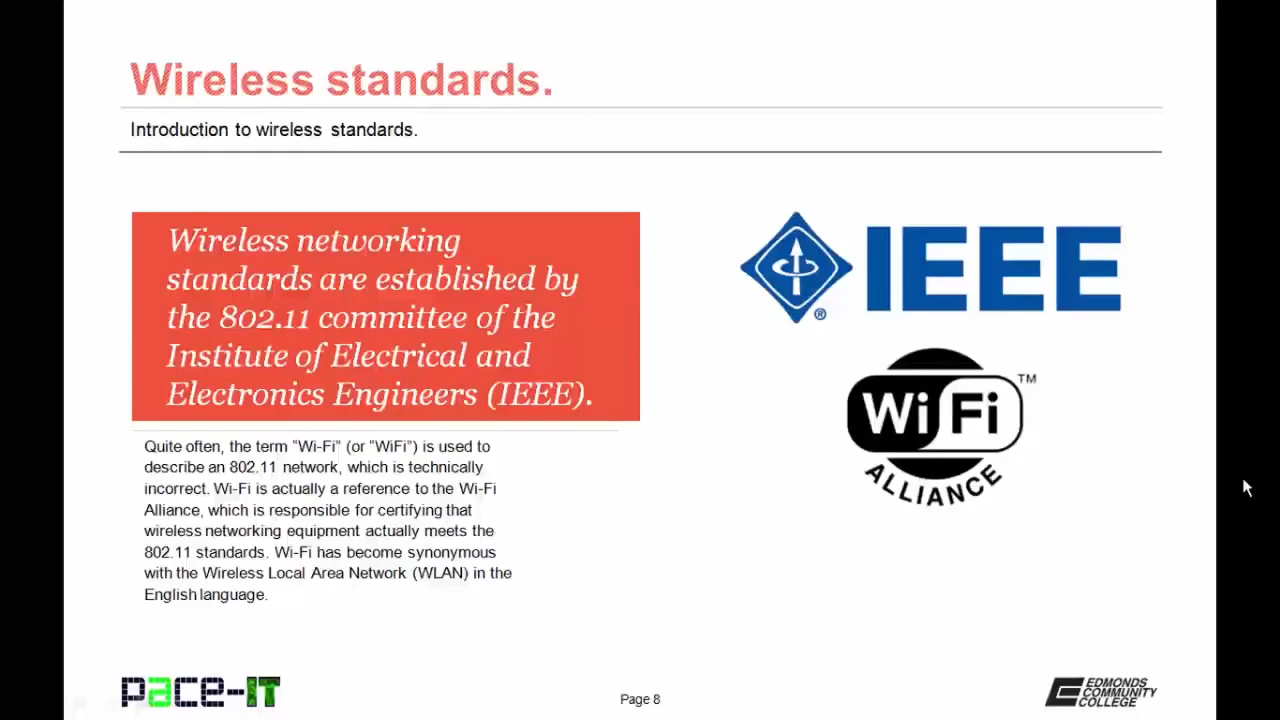 Wireless standards.
Introduction to wireless standards.
Wireless networking
standards are established by
the 802.11 committee of the
Institute of Electrical and
Electronics Engineers (IEEE).
Quite often, the term "Wi-Fi" (or "WiFi") is used to
describe an 802.11 network, which is technically
incorrect. Wi-Fi is actually a reference to the Wi-Fi
Alliance, which is responsible for certifying that
wireless networking equipment actually meets the
802.11 standards. Wi-Fi has become synonymous
with the Wireless Local Area Network (WLAN) in the
English language.
IEEE
®
Wi Fi
TM
ALLIANCE
pace-IT
Page 8
EDMONDS
COMMUNITY
COLLEGE